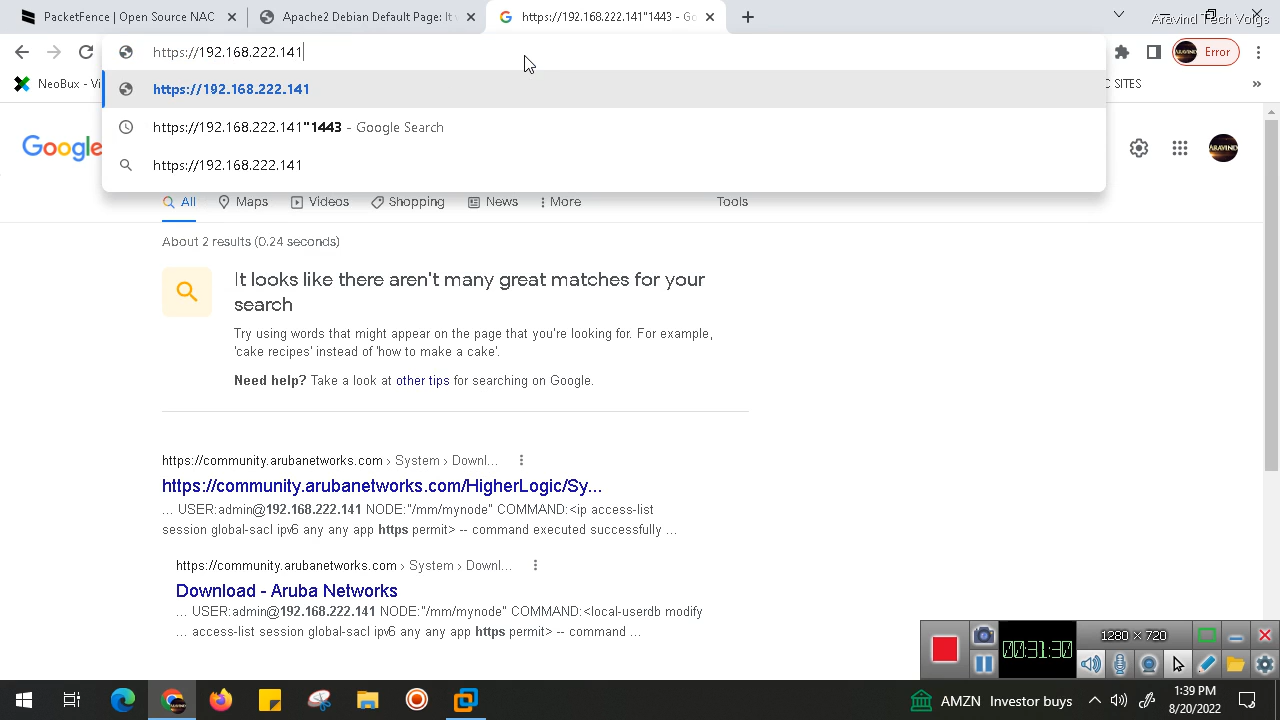 PacketFence | Open Source NAC
Apache2 Debian Default Page: It
https://192.168.222.141"1443 - Go
Aravind Tech Volgs
https://192.168.222.141
Error
NeoBux - Vi
C SITES
https://192.168.222.141
https://192.168.222.141"1443 - Google Search
https://192.168.222.141
Google
ARAVIND
All
Maps
Videos
Shopping
News
More
Tools
About 2 results (0.24 seconds)
It looks like there aren't many great matches for your
search
Try using words that might appear on the page that you're looking for. For example,
'cake recipes' instead of 'how to make a cake'.
Need help? Take a look at other tips for searching on Google.
https://community.arubanetworks.com › System › Downl...
https://community.arubanetworks.com/HigherLogic/Sy...
... USER:admin@192.168.222.141 NODE:"/mm/mynode" COMMAND:<ip access-list
session global-sacl ipv6 any any app https permit> -- command executed successfully ...
https://community.arubanetworks.com › System › Downl...
Download - Aruba Networks
... USER:admin@192.168.222.141 NODE:"/mm/mynode" COMMAND:<local-userdb modify
... access-list session global-sacl ipv6 any any app https permit> -- command ...
00:31:30
1280 × 720
AMZN Investor buys
1:39 PM
8/20/2022